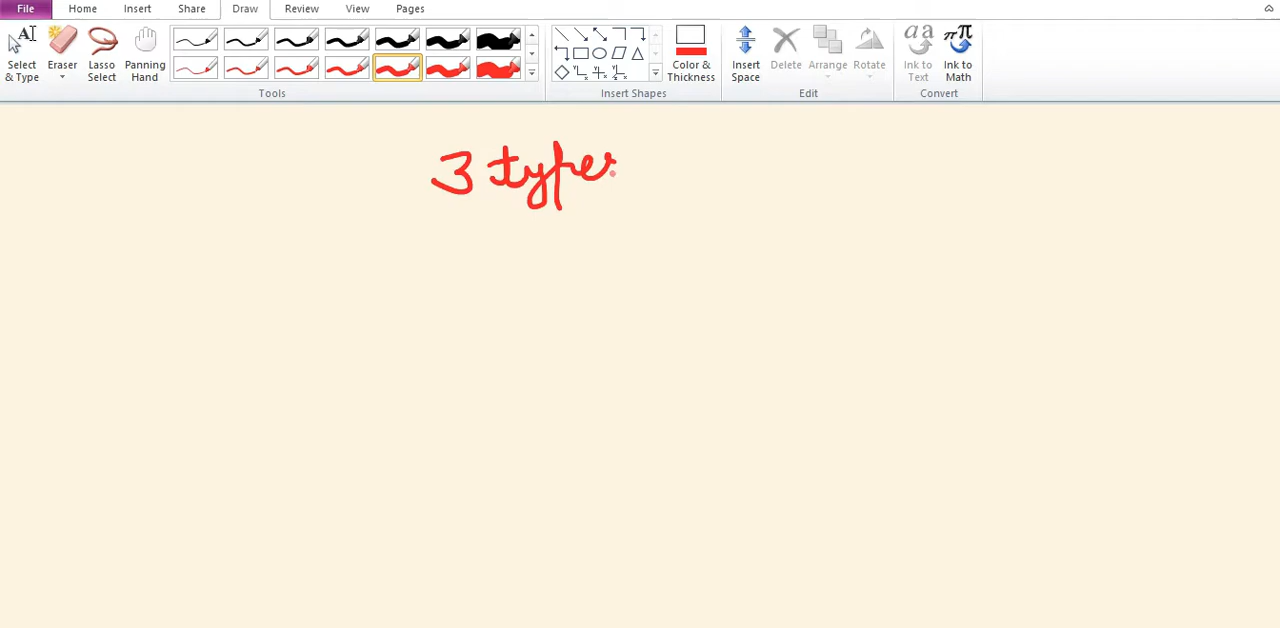 File Home Insert Share Draw Review View Pages
Select & Type Eraser Lasso Select Panning Hand Color & Thickness Insert Space Delete Arrange Rotate Ink to Text Ink to Math
Tools Insert Shapes Edit Convert
3 types